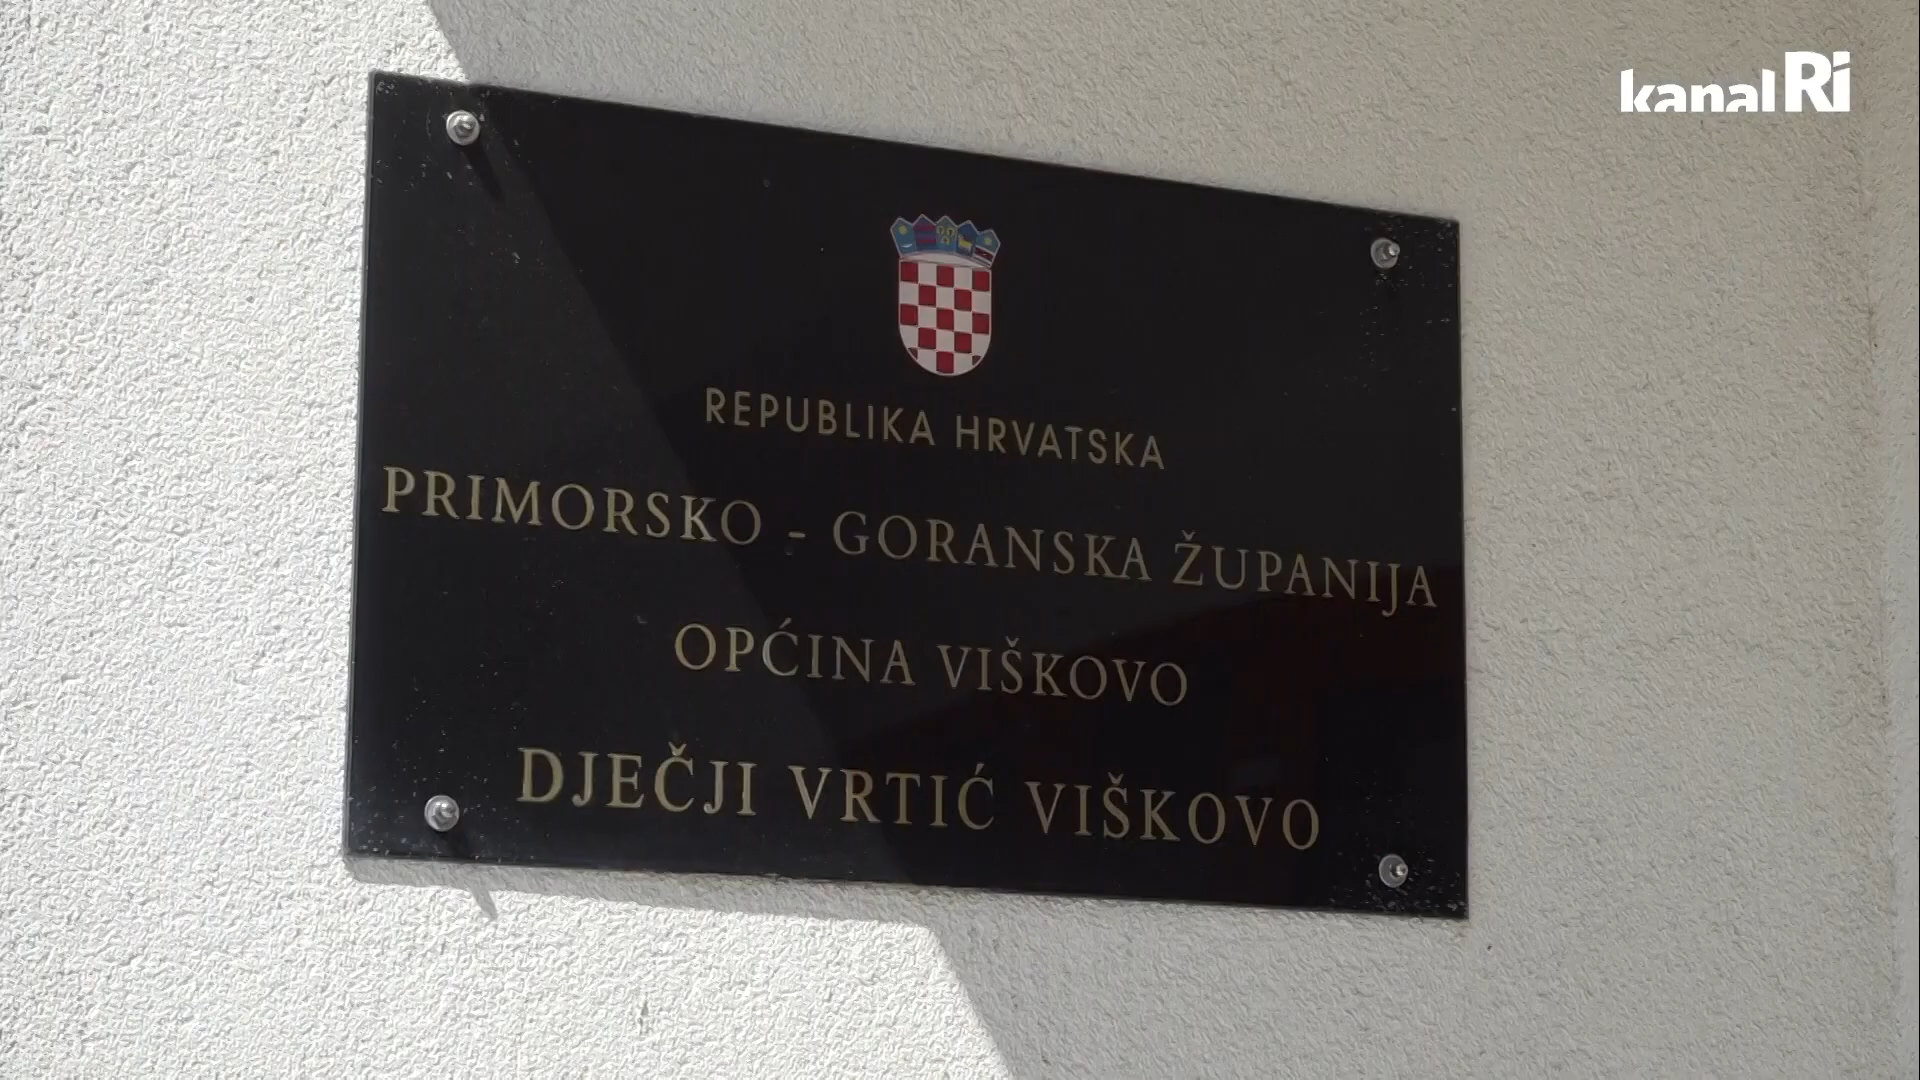 kanalRi
REPUBLIKA HRVATSKA
PRIMORSKO - GORANSKA ŽUPANIJA
OPĆINA VIŠKOVO
DJEČJI VRTIĆ VIŠKOVO